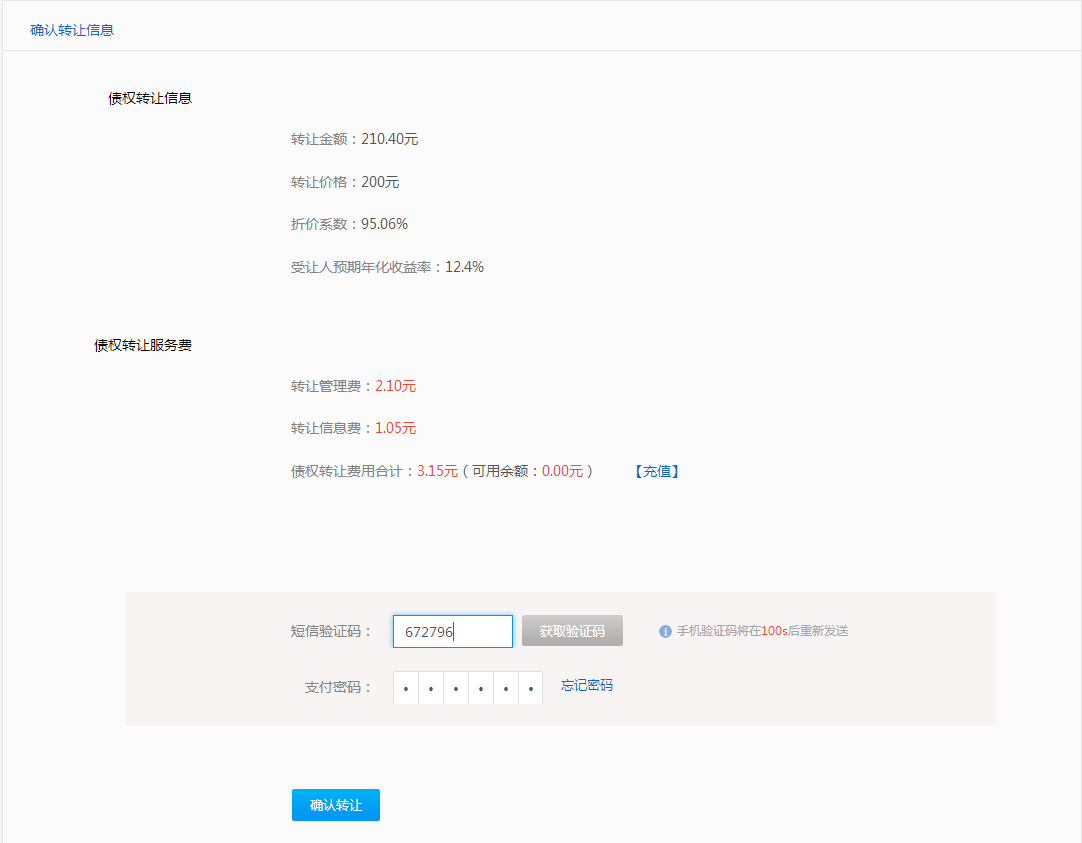 确认转让信息
债权转让信息
转让金额：210.40元
转让价格：200元
折价系数：95.06%
受让人预期年化收益率：12.4%
债权转让服务费
转让管理费：2.10元
转让信息费：1.05元
债权转让费用合计：3.15元（可用余额：0.00元） 【充值】
短信验证码： 672796 获取验证码 手机验证码将在100s后重新发送
支付密码： • • • • • • 忘记密码
确认转让